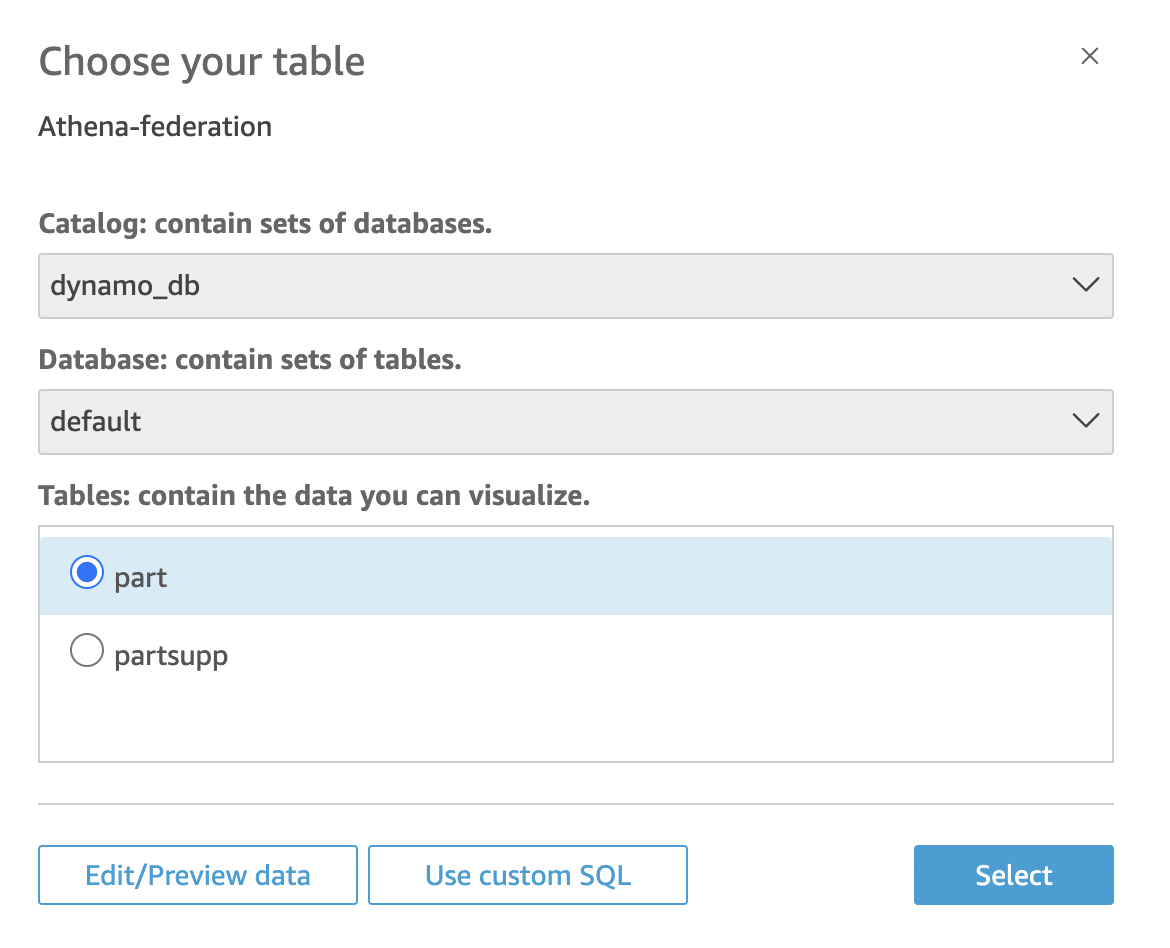 Choose your table
Athena-federation
Catalog: contain sets of databases.
dynamo_db
Database: contain sets of tables.
default
Tables: contain the data you can visualize.
part
partsupp
Edit/Preview data
Use custom SQL
Select